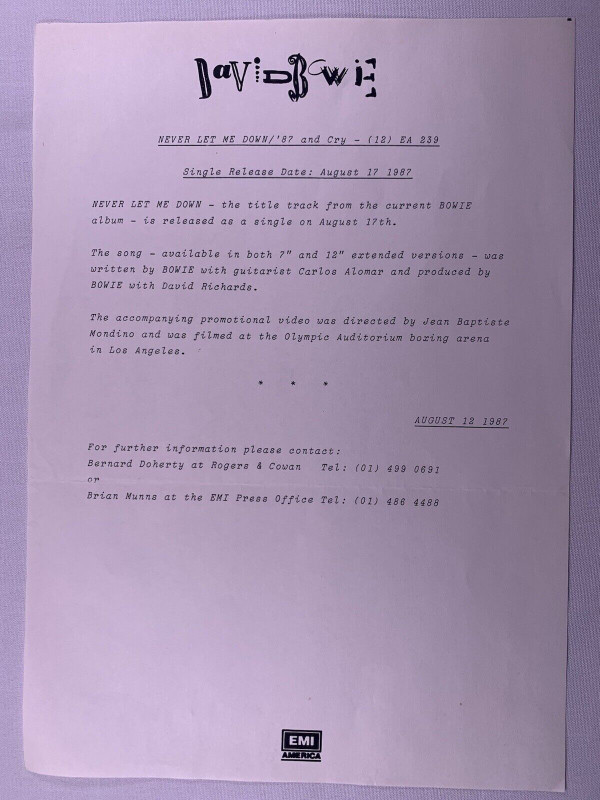 DaViDBowiE
NEVER LET ME DOWN/'87 and Cry - (12) EA 239
Single Release Date: August 17 1987
NEVER LET ME DOWN - the title track from the current BOWIE
album - is released as a single on August 17th.
The song - available in both 7" and 12" extended versions - was
written by BOWIE with guitarist Carlos Alomar and produced by
BOWIE with David Richards.
The accompanying promotional video was directed by Jean Baptiste
Mondino and was filmed at the Olympic Auditorium boxing arena
in Los Angeles.
* * *
AUGUST 12 1987
For further information please contact:
Bernard Doherty at Rogers & Cowan Tel: (01) 499 0691
or
Brian Munns at the EMI Press Office Tel: (01) 486 4488
EMI
AMERICA